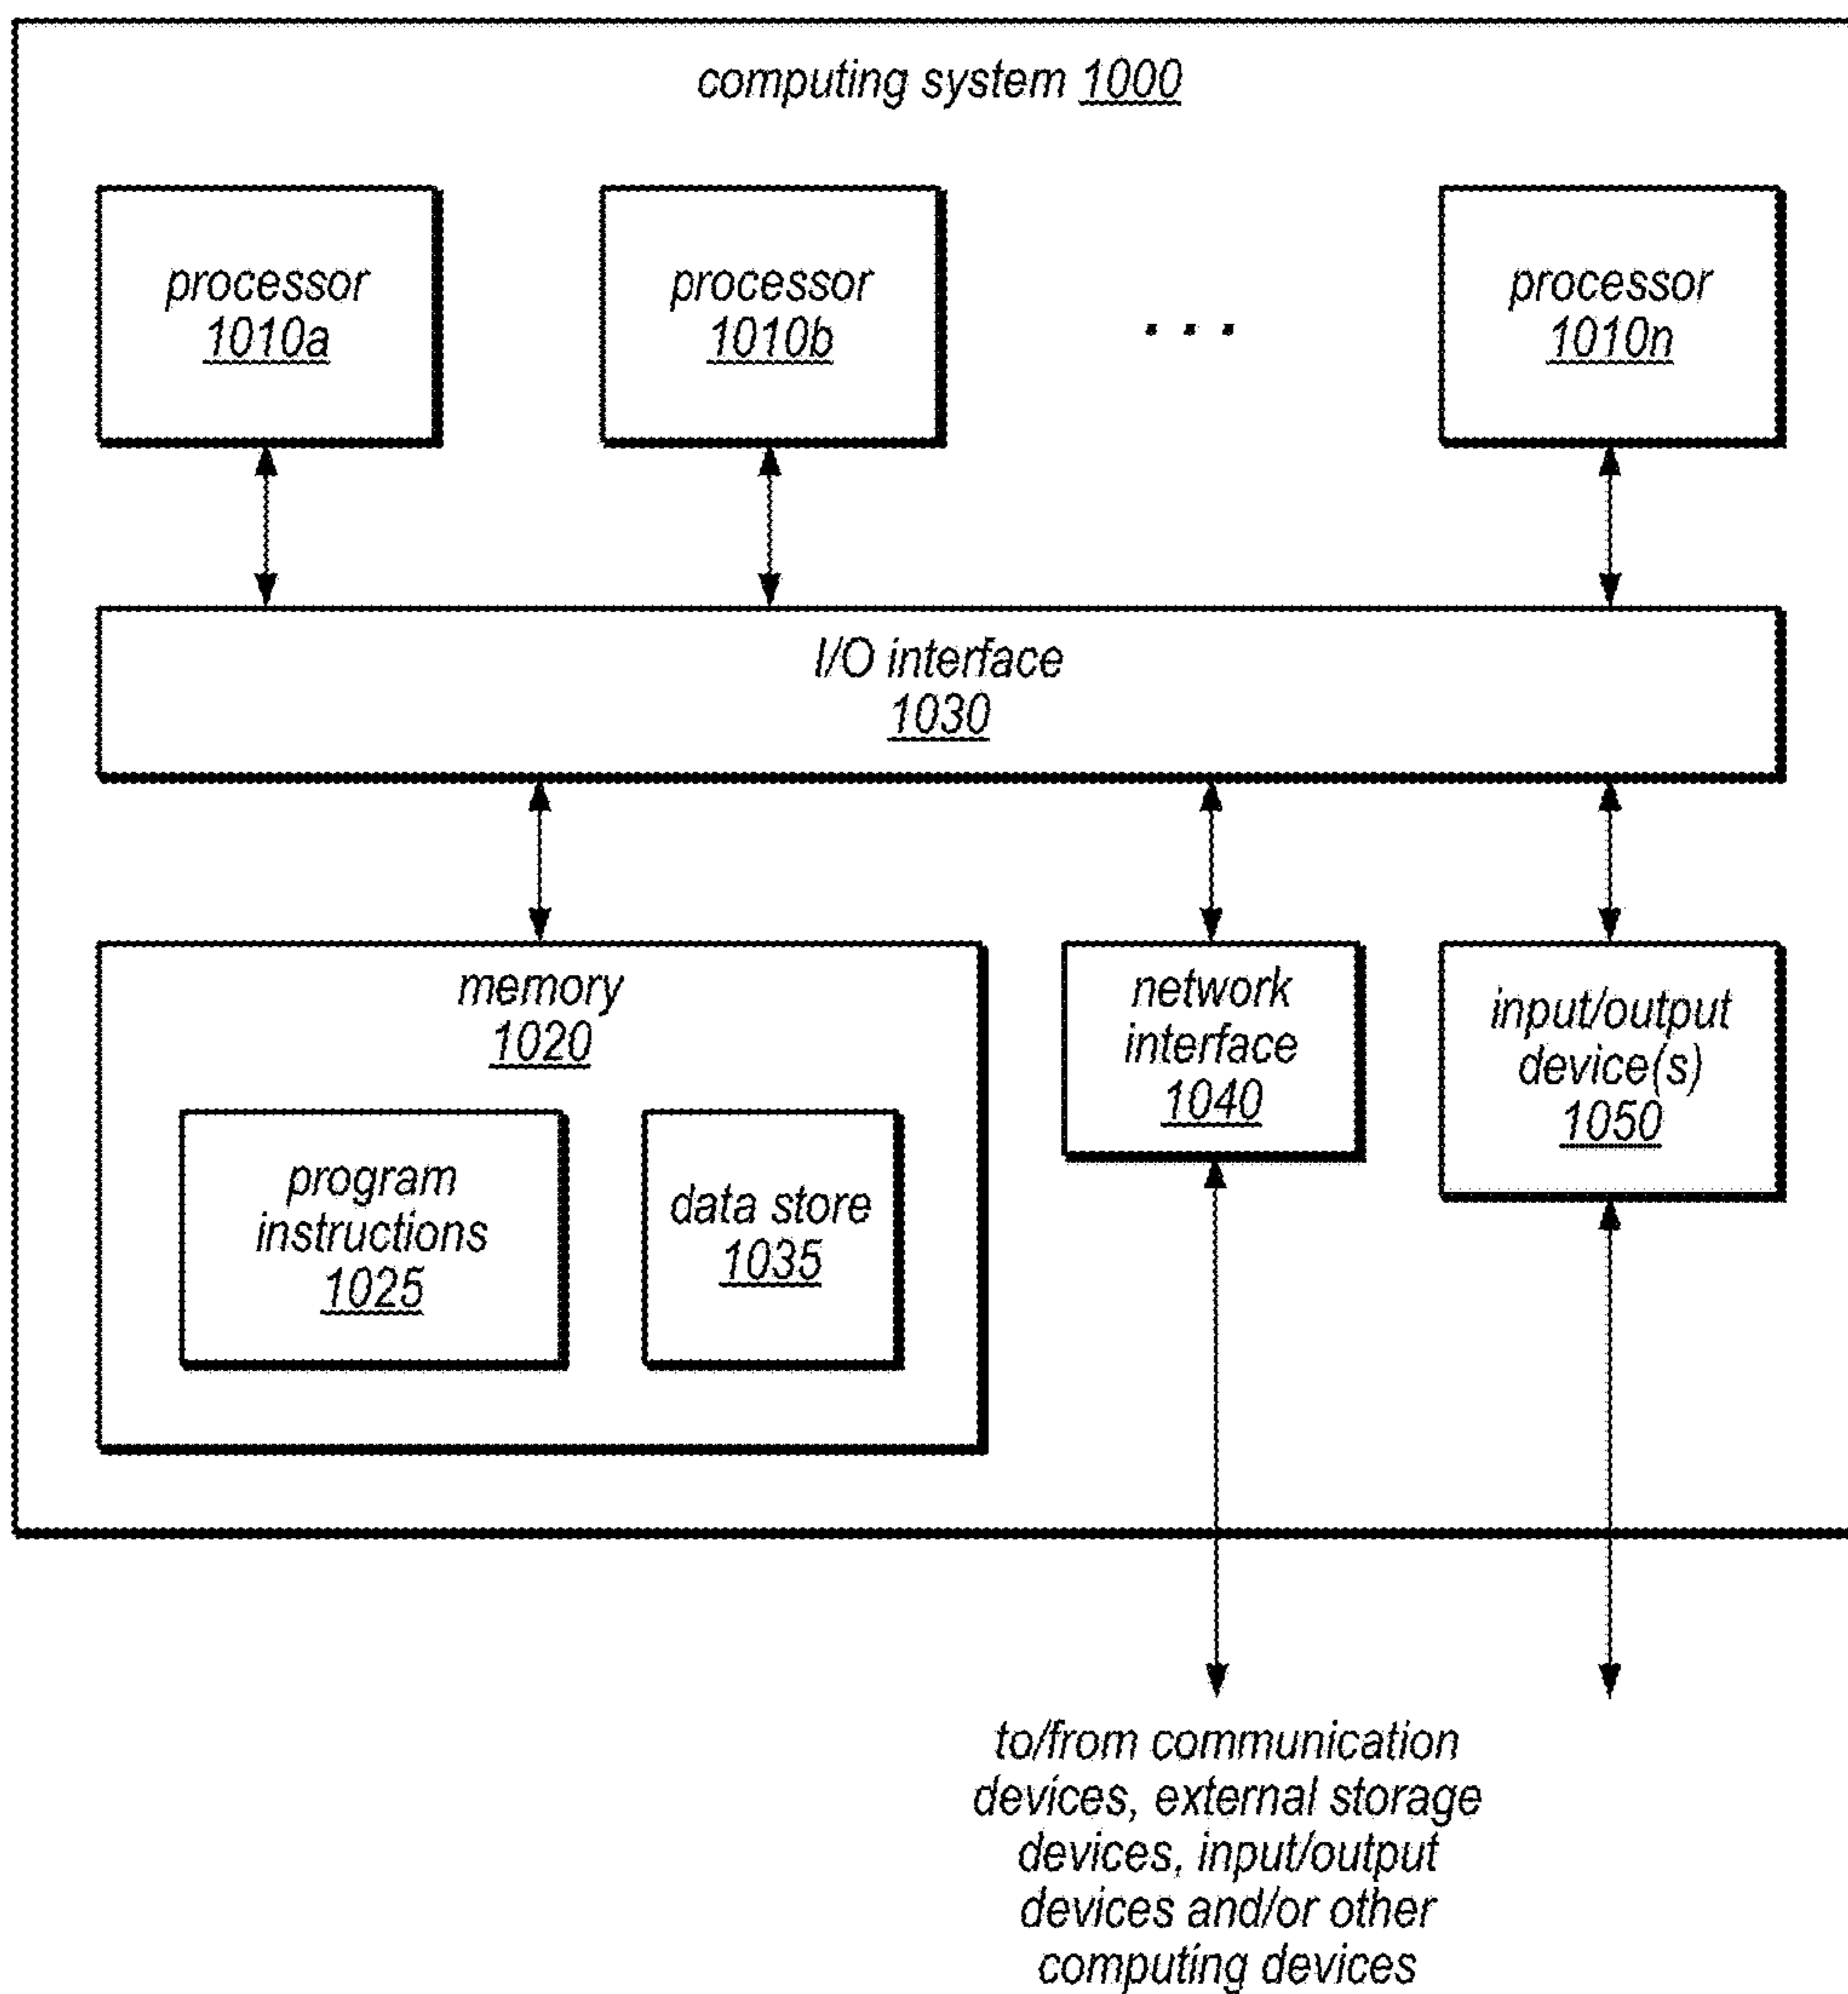 computing system 1000
processor
1010a
processor
1010b
. . .
processor
1010n
I/O interface
1030
memory
1020
program
instructions
1025
data store
1035
network
interface
1040
input/output
device(s)
1050
to/from communication
devices, external storage
devices, input/output
devices and/or other
computing devices